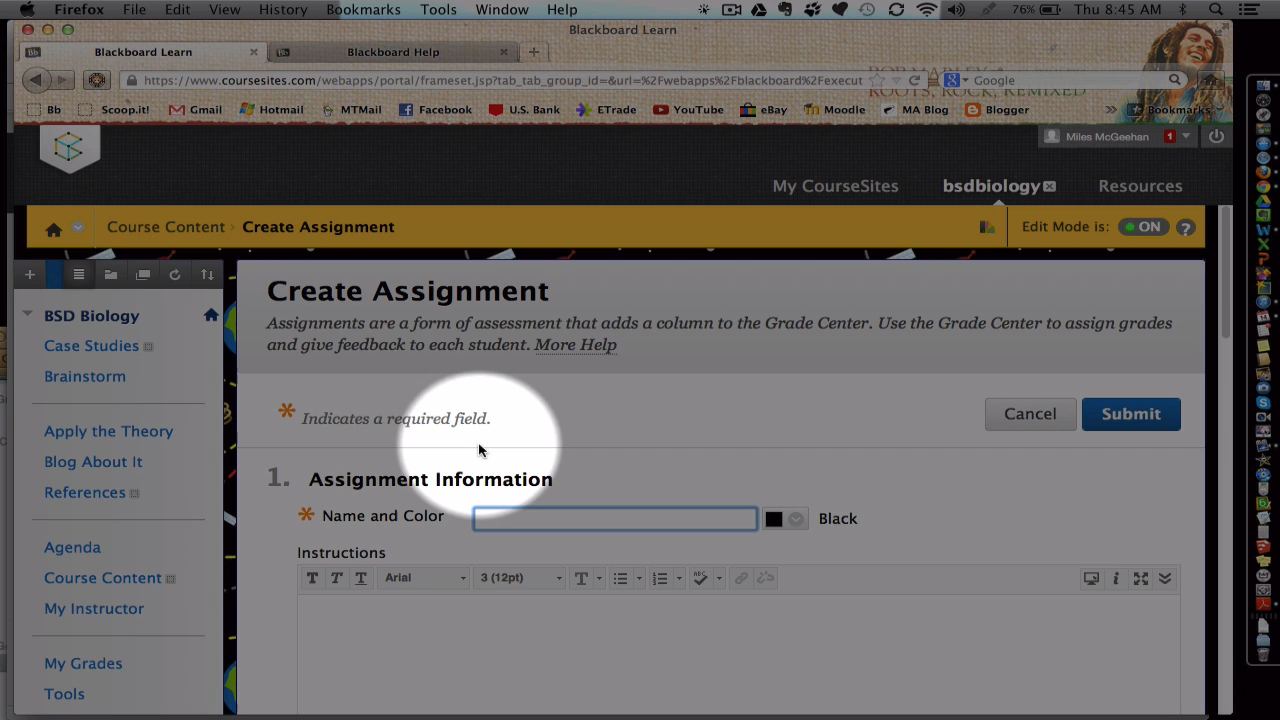 Firefox File Edit View History Bookmarks Tools Window Help 76% Thu 8:45 AM
Blackboard Learn
Bb Blackboard Learn Bb Blackboard Help
https://www.coursesites.com/webapps/portal/frameset.jsp?tab_tab_group_id=&url=%2Fwebapps%2Fblackboard%2Fexecut Google
ROOTS, ROCK, REMIXED
Bb Scoop.it! Gmail Hotmail MTMail Facebook U.S. Bank ETrade YouTube eBay Moodle MA Blog Blogger Bookmarks
Miles McGeehan 1
My CourseSites bsdbiology Resources
Course Content Create Assignment Edit Mode is: ON ?
BSD Biology
Case Studies
Brainstorm
Apply the Theory
Blog About It
References
Agenda
Course Content
My Instructor
My Grades
Tools
Create Assignment
Assignments are a form of assessment that adds a column to the Grade Center. Use the Grade Center to assign grades
and give feedback to each student. More Help
* Indicates a required field.
Cancel Submit
1. Assignment Information
* Name and Color Black
Instructions
T T T Arial 3 (12pt) T ABC i